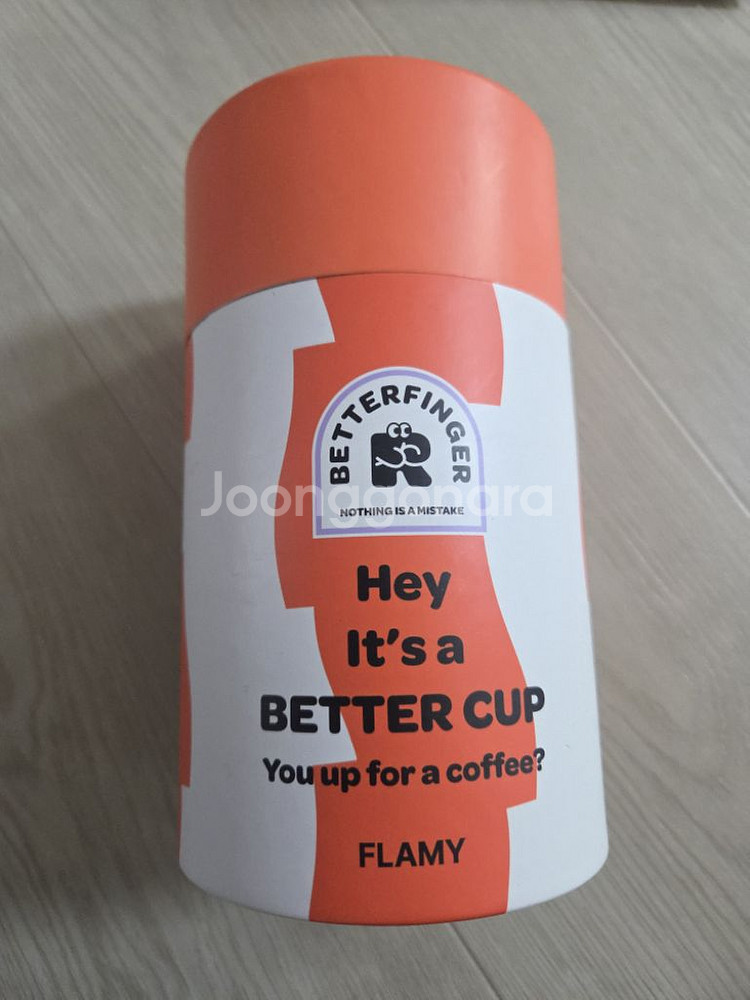 BETTERFINGER
R
NOTHING IS A MISTAKE
Joonggonara
Hey
It's a
BETTER CUP
You up for a coffee?
FLAMY